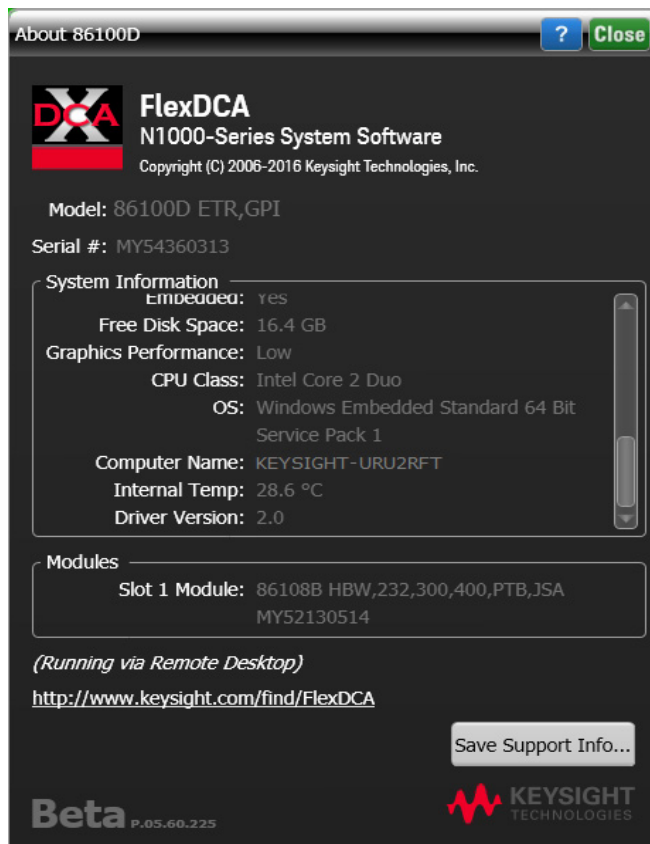 About 86100D
?
Close
DCA
X
FlexDCA
N1000-Series System Software
Copyright (C) 2006-2016 Keysight Technologies, Inc.
Model: 86100D ETR,GPI
Serial #: MY54360313
System Information
Embedded: Yes
Free Disk Space: 16.4 GB
Graphics Performance: Low
CPU Class: Intel Core 2 Duo
OS: Windows Embedded Standard 64 Bit
Service Pack 1
Computer Name: KEYSIGHT-URU2RFT
Internal Temp: 28.6 °C
Driver Version: 2.0
Modules
Slot 1 Module: 86108B HBW,232,300,400,PTB,JSA
MY52130514
(Running via Remote Desktop)
http://www.keysight.com/find/FlexDCA
Save Support Info...
Beta P.05.60.225
KEYSIGHT
TECHNOLOGIES